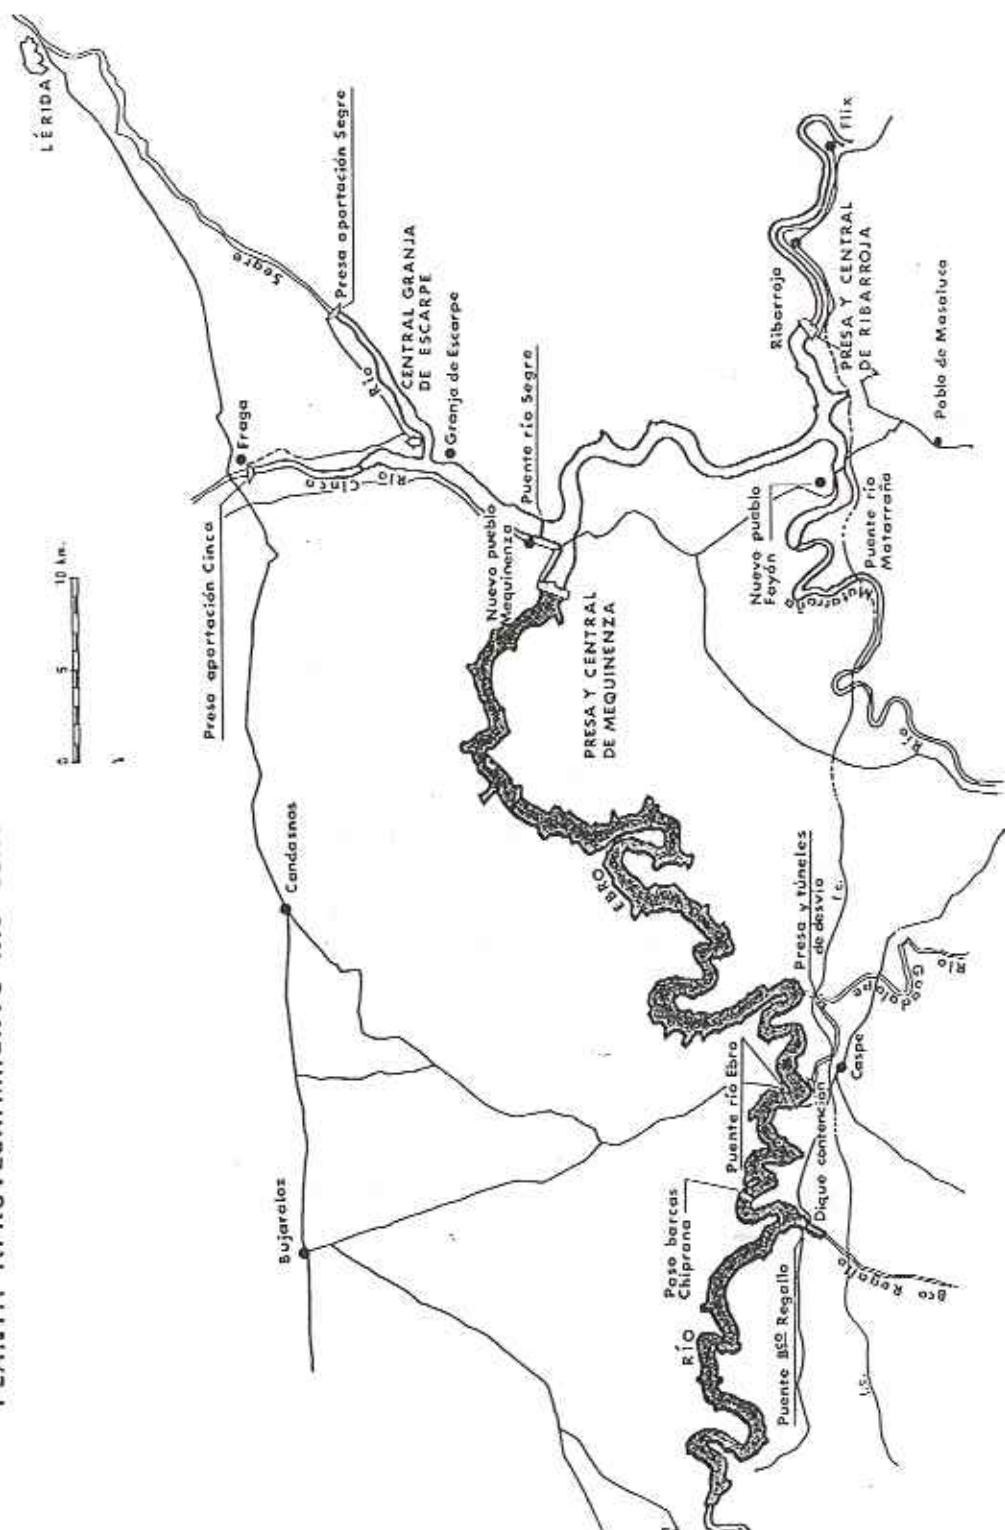 LÉRIDA
Segre
Presa aportación Segre
Río
CENTRAL GRANJA
DE ESCARPE
Granja de Escarpe
Fraga
Río Cinca
Presa aportación Cinca
0 5 10 km.
Puente río Segre
Nuevo pueblo
Mequinenza
PRESA Y CENTRAL
DE MEQUINENZA
Flix
Ribarroja
PRESA Y CENTRAL
DE RIBARROJA
Pobla de Masaluca
Nuevo pueblo
Fayón
Puente río
Matarraña
Matarraña
Río
Candasnos
EBRO
Presa y túneles
de desvío
f.c.
Río
Guadalope
Caspe
Puente río Ebro
Dique contención
Bujaraloz
Paso barcas
Chiprana
RÍO
Puente Bco Regallo
Bco Regallo